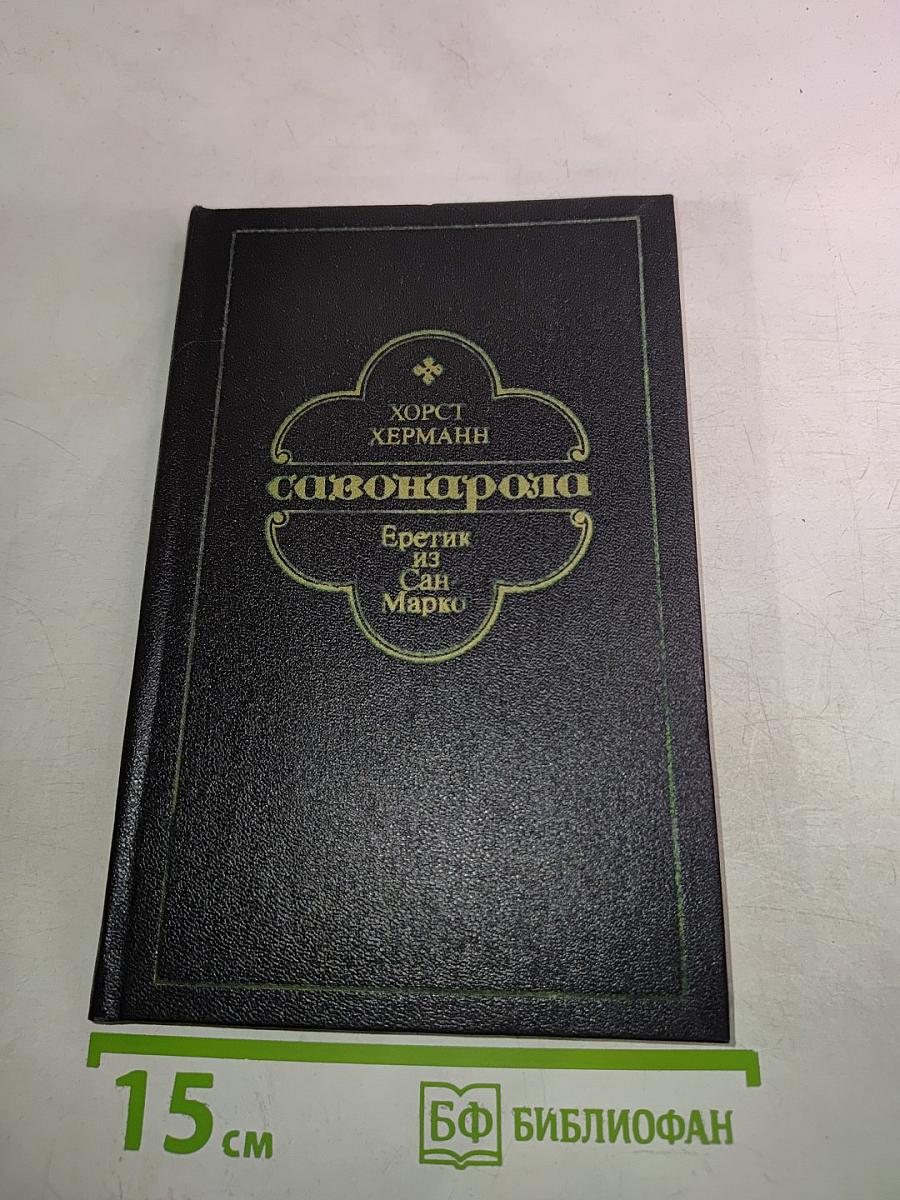 ХОРСТ
ХЕРМАНН
савонарола
Еретик
из
Сан
Марко
15 см
БФ БИБЛИОФАН